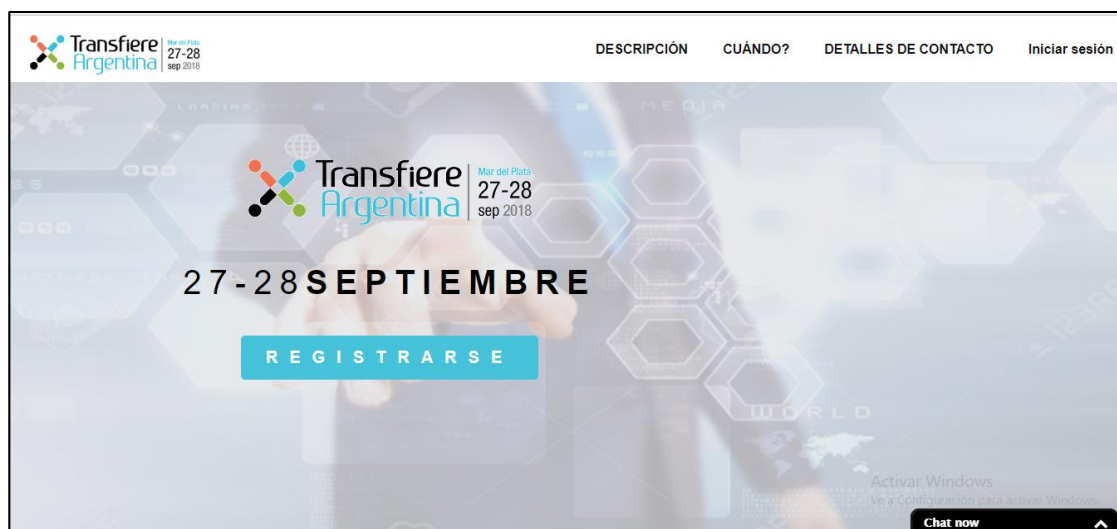 Transfiere
Argentina
Mar del Plata
27-28
sep 2018
DESCRIPCIÓN CUÁNDO? DETALLES DE CONTACTO Iniciar sesión
LOADING
MEDIA
Transfiere
Argentina
Mar del Plata
27-28
sep 2018
27-28SEPTIEMBRE
REGISTRARSE
WORLD
Activar Windows
Ve a Configuración para activar Windows.
Chat now